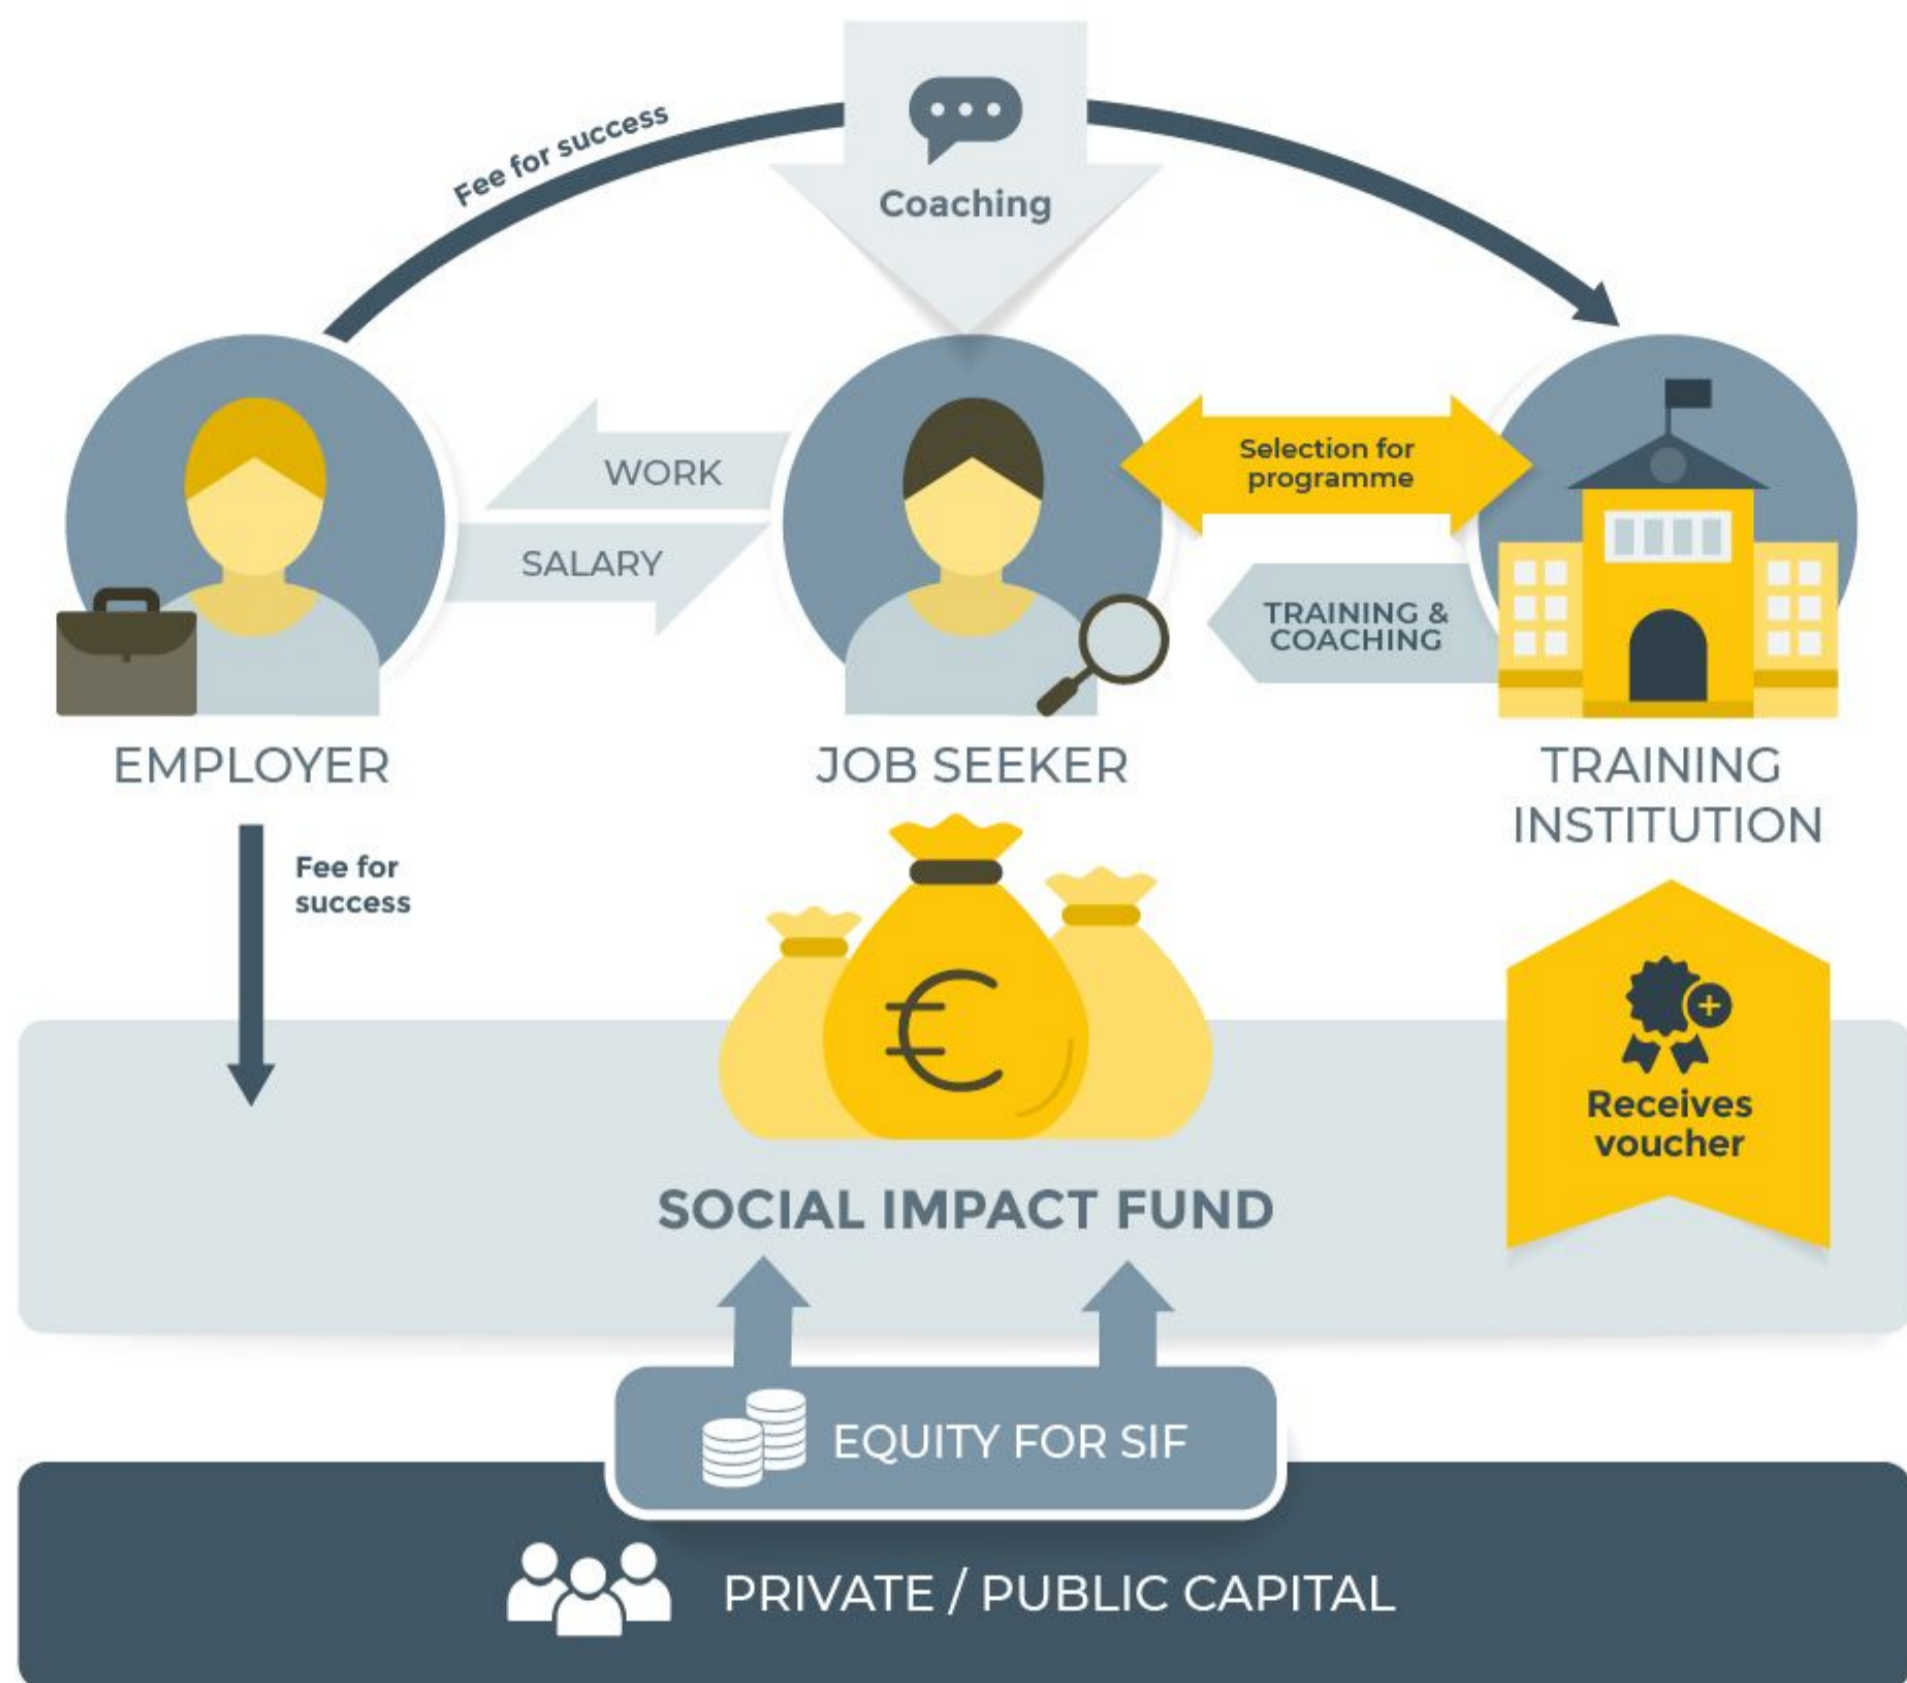 Fee for success
Coaching
WORK
SALARY
Selection for
programme
TRAINING &
COACHING
EMPLOYER
JOB SEEKER
TRAINING
INSTITUTION
Fee for
success
€
Receives
voucher
SOCIAL IMPACT FUND
EQUITY FOR SIF
PRIVATE / PUBLIC CAPITAL